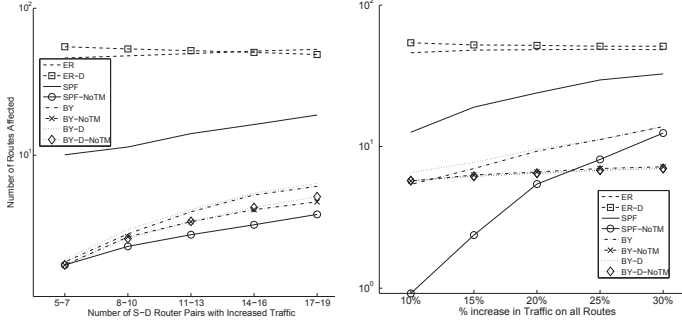 10^2
Number of Routes Affected
10^1
ER
ER-D
SPF
SPF-NoTM
BY
BY-NoTM
BY-D
BY-D-NoTM
5-7
8-10
11-13
14-16
17-19
Number of S-D Router Pairs with Increased Traffic
10^2
10^1
10^0
ER
ER-D
SPF
SPF-NoTM
BY
BY-NoTM
BY-D
BY-D-NoTM
10%
15%
20%
25%
30%
% increase in Traffic on all Routes